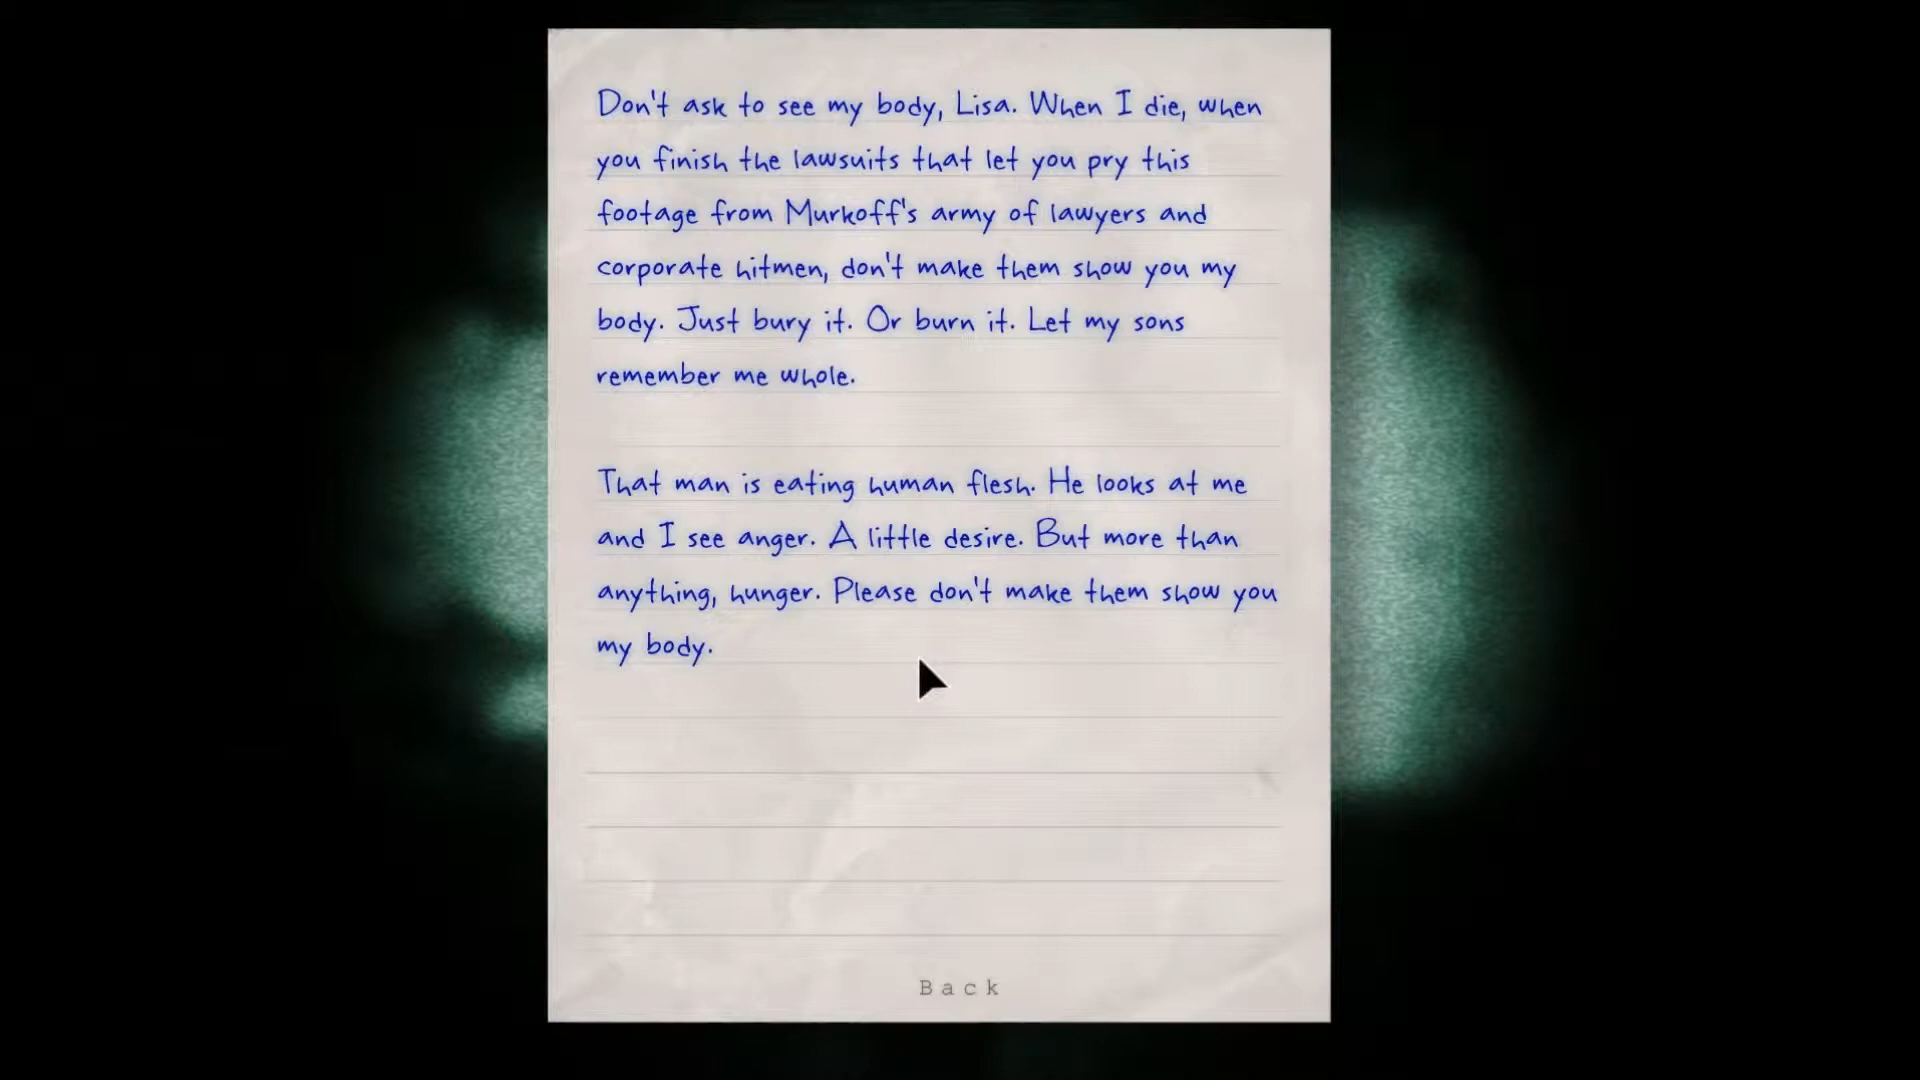 Don't ask to see my body, Lisa. When I die, when
you finish the lawsuits that let you pry this
footage from Murkoff's army of lawyers and
corporate hitmen, don't make them show you my
body. Just bury it. Or burn it. Let my sons
remember me whole.
That man is eating human flesh. He looks at me
and I see anger. A little desire. But more than
anything, hunger. Please don't make them show you
my body.
Back